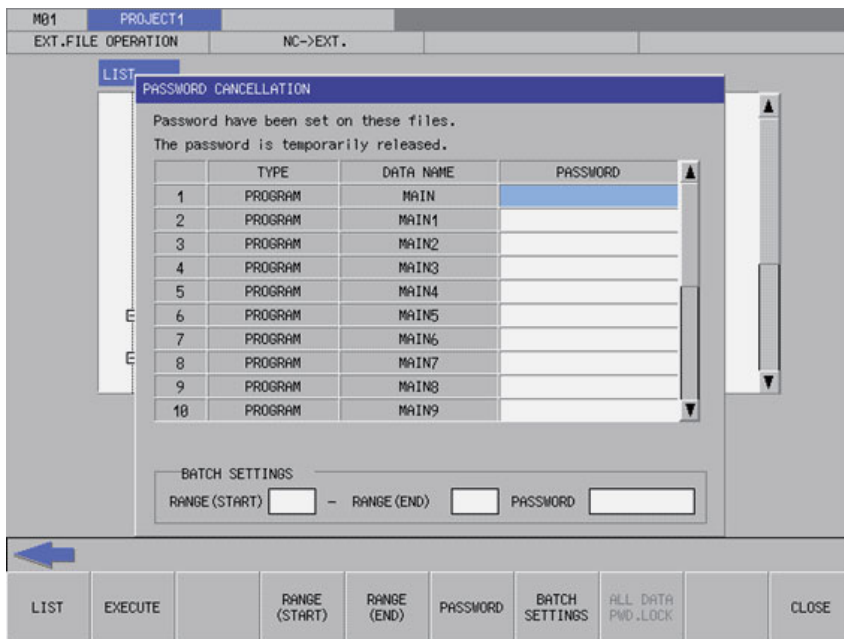 M01 PROJECT1
EXT.FILE OPERATION NC->EXT.
LIST
PASSWORD CANCELLATION
Password have been set on these files.
The password is temporarily released.
TYPE DATA NAME PASSWORD
1 PROGRAM MAIN
2 PROGRAM MAIN1
3 PROGRAM MAIN2
4 PROGRAM MAIN3
5 PROGRAM MAIN4
6 PROGRAM MAIN5
7 PROGRAM MAIN6
8 PROGRAM MAIN7
9 PROGRAM MAIN8
10 PROGRAM MAIN9
BATCH SETTINGS
RANGE(START) - RANGE(END) PASSWORD
LIST EXECUTE RANGE (START) RANGE (END) PASSWORD BATCH SETTINGS ALL DATA PWD.LOCK CLOSE